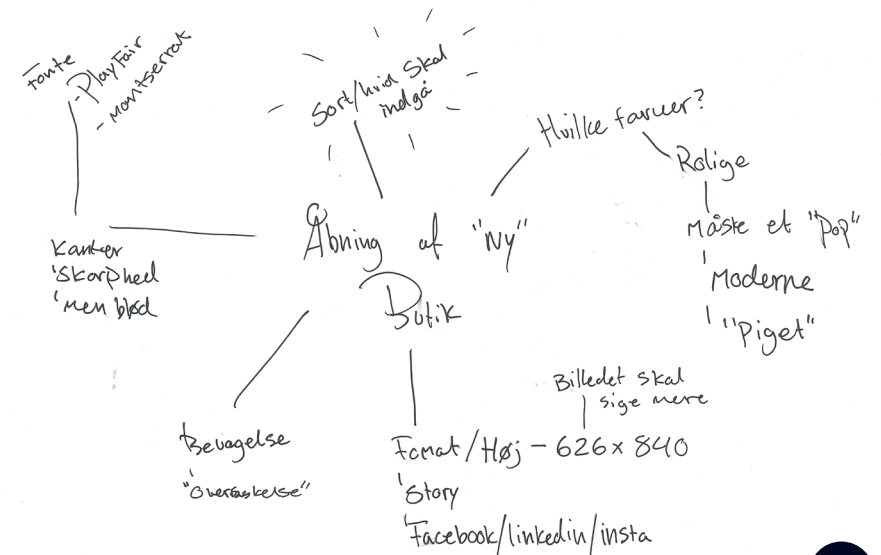 Fonte
- PlayFair
- Montserrat
Sort/hvid Skal
indgå
Hvilke farver?
Rolige
Måske et "Pop"
Moderne
"Piget"
Åbning af "Ny"
Butik
Kanter
Skarphed
Men blød
Bevægelse
"Overraskelse"
Billedet skal
sige mere
Format/Høj - 626 x 840
Story
Facebook/linkedin/insta